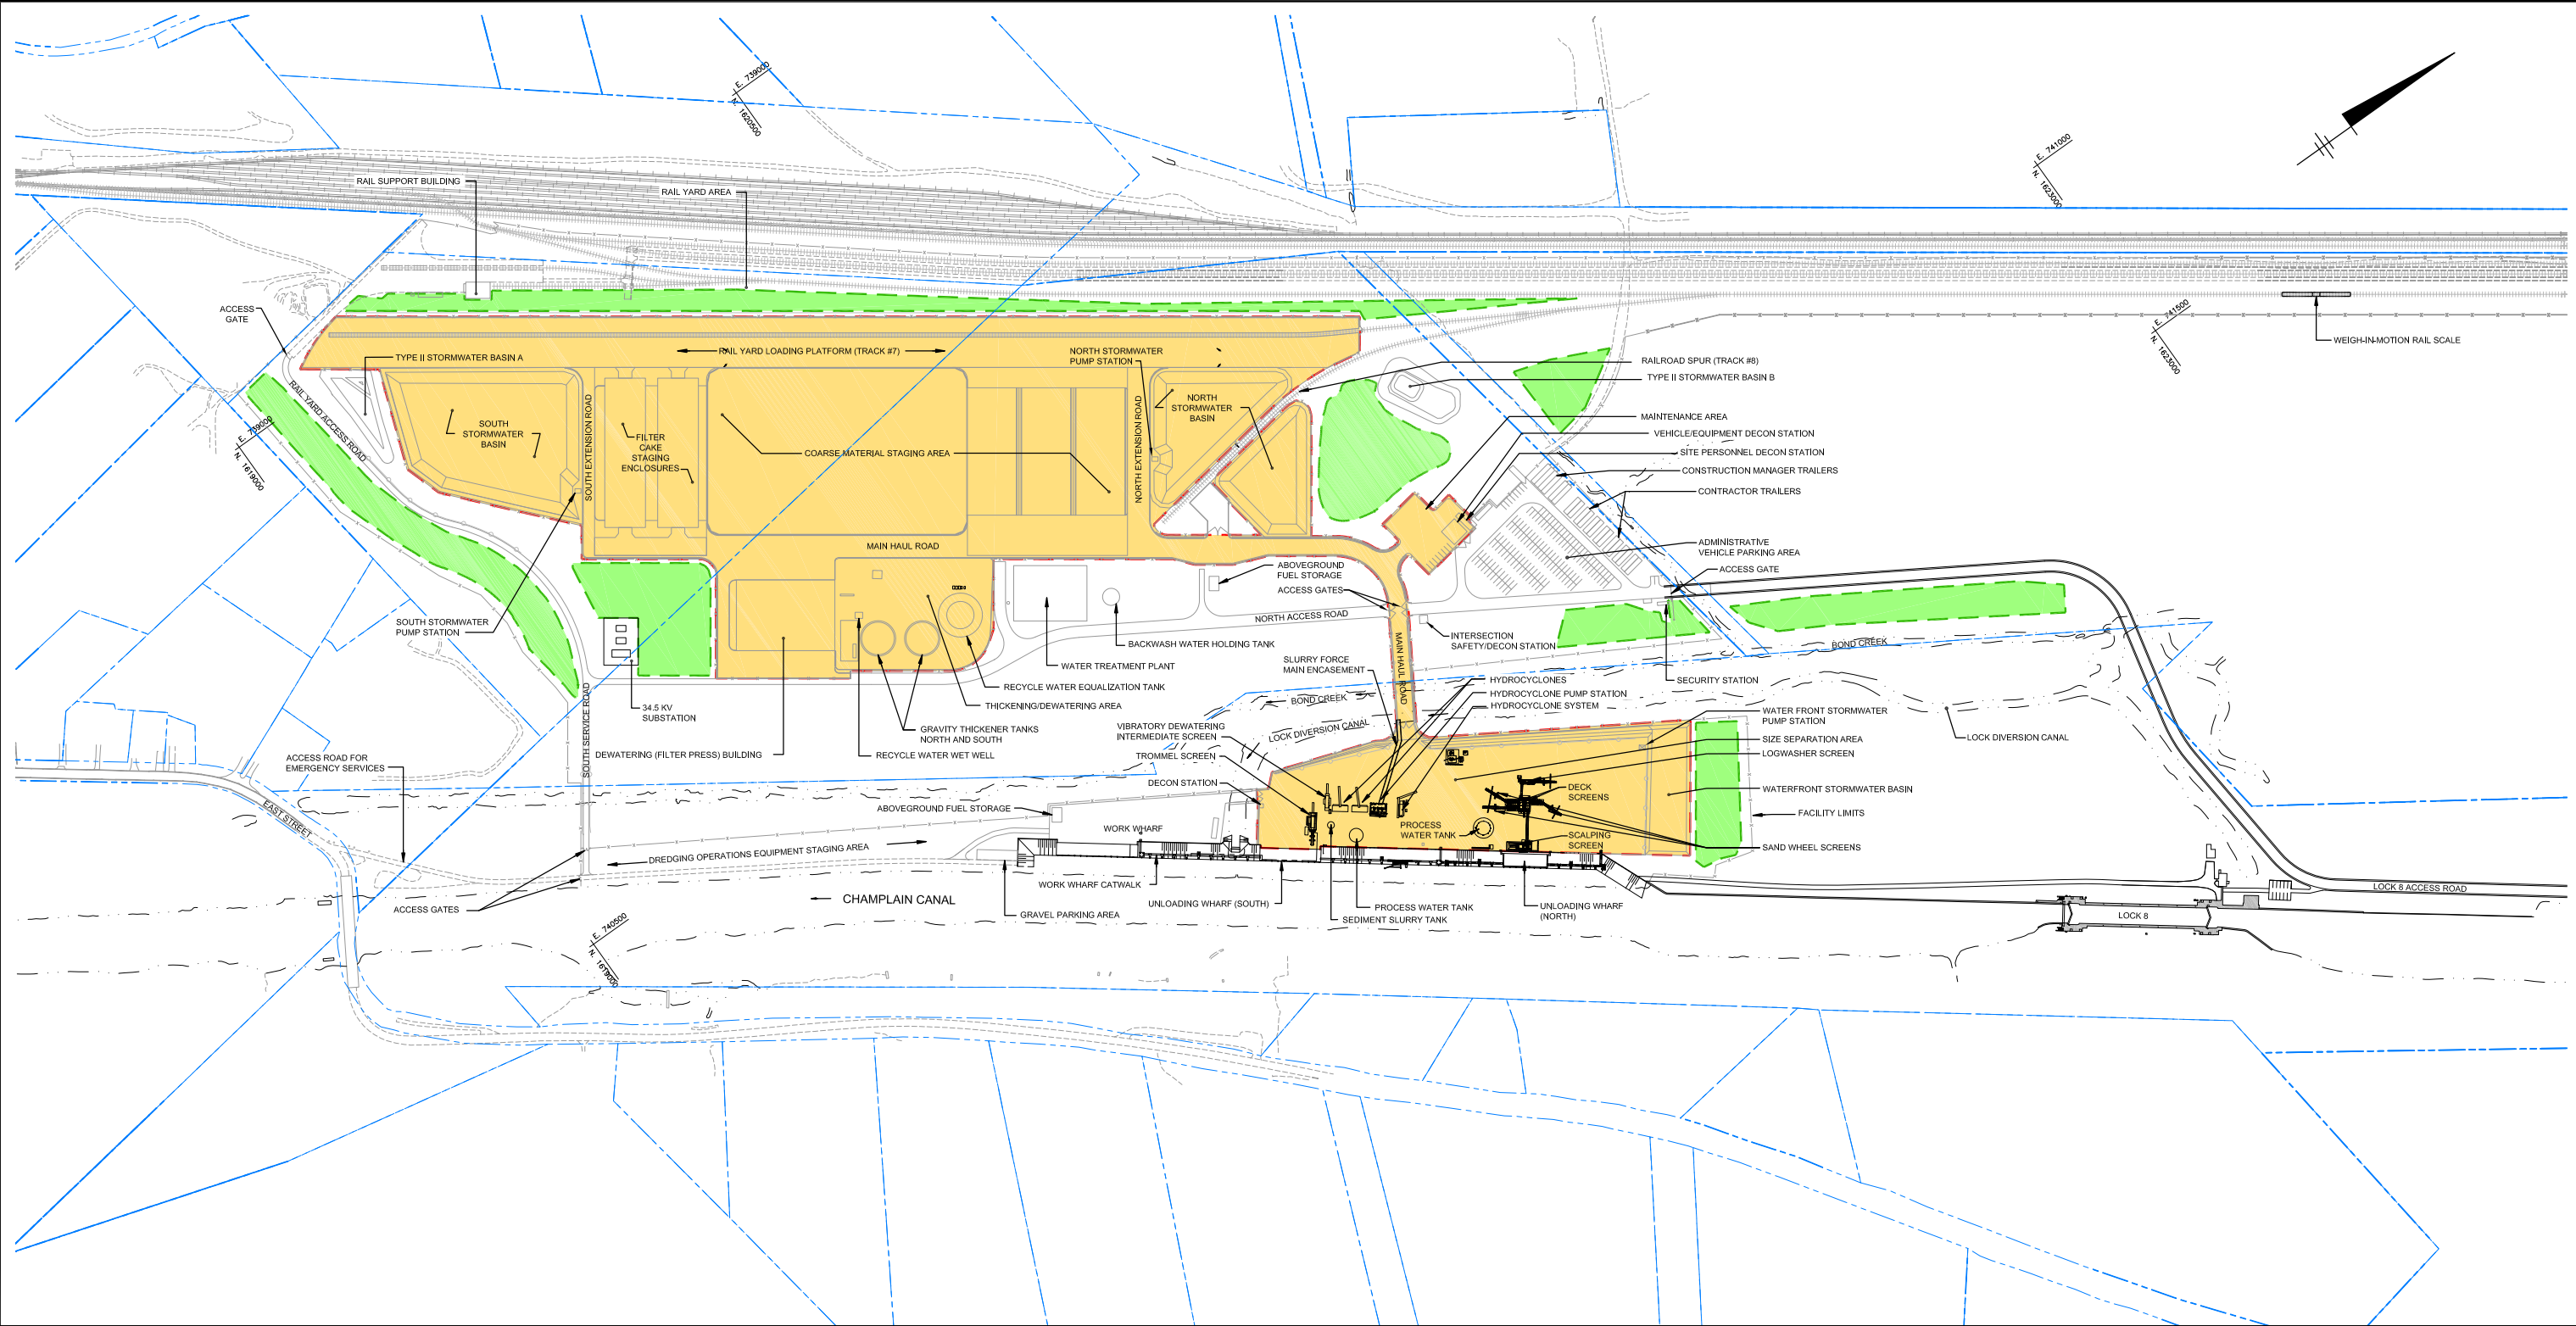 E. 739000
N. 1620500
E. 741000
N. 1623000
RAIL SUPPORT BUILDING
RAIL YARD AREA
ACCESS
GATE
E. 741500
N. 1623000
WEIGH-IN-MOTION RAIL SCALE
TYPE II STORMWATER BASIN A
RAIL YARD LOADING PLATFORM (TRACK #7)
NORTH STORMWATER
PUMP STATION
RAILROAD SPUR (TRACK #8)
TYPE II STORMWATER BASIN B
RAIL YARD ACCESS ROAD
SOUTH
STORMWATER
BASIN
SOUTH EXTENSION ROAD
FILTER
CAKE
STAGING
ENCLOSURES
COARSE MATERIAL STAGING AREA
NORTH EXTENSION ROAD
NORTH
STORMWATER
BASIN
MAINTENANCE AREA
VEHICLE/EQUIPMENT DECON STATION
SITE PERSONNEL DECON STATION
CONSTRUCTION MANAGER TRAILERS
CONTRACTOR TRAILERS
E. 739000
N. 1619000
MAIN HAUL ROAD
ADMINISTRATIVE
VEHICLE PARKING AREA
ACCESS GATE
ABOVEGROUND
FUEL STORAGE
ACCESS GATES
NORTH ACCESS ROAD
SOUTH STORMWATER
PUMP STATION
BACKWASH WATER HOLDING TANK
INTERSECTION
SAFETY/DECON STATION
MAIN HAUL ROAD
BOND CREEK
WATER TREATMENT PLANT
SLURRY FORCE
MAIN ENCASEMENT
HYDROCYCLONES
SECURITY STATION
RECYCLE WATER EQUALIZATION TANK
HYDROCYCLONE PUMP STATION
HYDROCYCLONE SYSTEM
BOND CREEK
THICKENING/DEWATERING AREA
34.5 KV
SUBSTATION
WATER FRONT STORMWATER
PUMP STATION
SOUTH SERVICE ROAD
GRAVITY THICKENER TANKS
NORTH AND SOUTH
VIBRATORY DEWATERING
INTERMEDIATE SCREEN
LOCK DIVERSION CANAL
SIZE SEPARATION AREA
LOCK DIVERSION CANAL
DEWATERING (FILTER PRESS) BUILDING
RECYCLE WATER WET WELL
TROMMEL SCREEN
LOGWASHER SCREEN
ACCESS ROAD FOR
EMERGENCY SERVICES
DECON STATION
DECK
SCREENS
WATERFRONT STORMWATER BASIN
EAST STREET
ABOVEGROUND FUEL STORAGE
FACILITY LIMITS
WORK WHARF
PROCESS
WATER TANK
SCALPING
SCREEN
SAND WHEEL SCREENS
DREDGING OPERATIONS EQUIPMENT STAGING AREA
WORK WHARF CATWALK
LOCK 8 ACCESS ROAD
CHAMPLAIN CANAL
UNLOADING WHARF (SOUTH)
PROCESS WATER TANK
UNLOADING WHARF
(NORTH)
ACCESS GATES
GRAVEL PARKING AREA
SEDIMENT SLURRY TANK
LOCK 8
E. 740500
N. 1619000